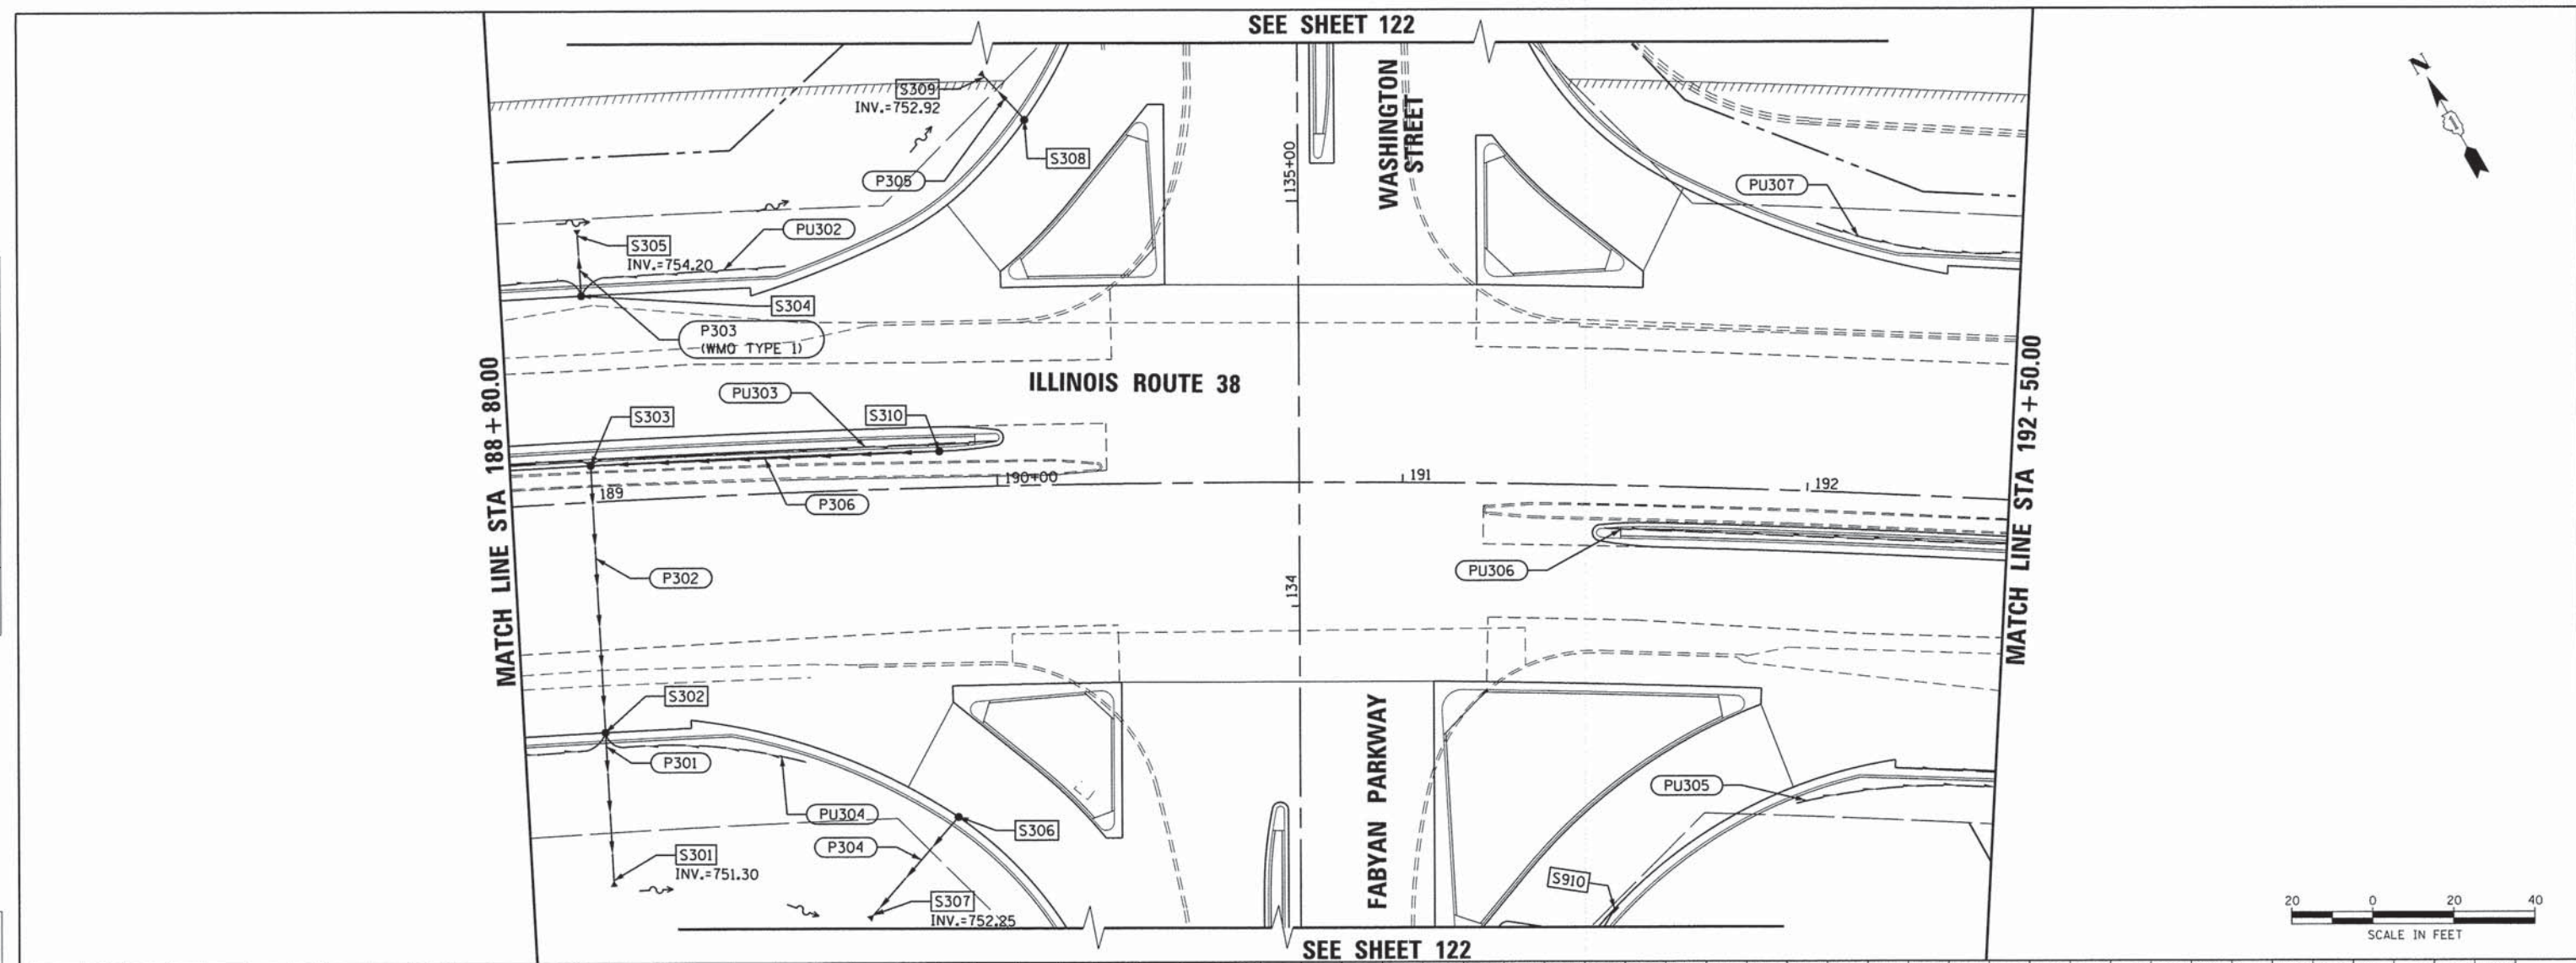 SEE SHEET 122
N
S309
INV.=752.92
S308
P305
WASHINGTON
STREET
135+00
PU307
S305
INV.=754.20
PU302
S304
P303
(WMO TYPE 1)
MATCH LINE STA 188+80.00
MATCH LINE STA 192+50.00
ILLINOIS ROUTE 38
PU303
S303
S310
189
190+00
191
192
P306
P302
PU306
134
S302
P301
PU304
S306
P304
S301
INV.=751.30
S307
INV.=752.25
FABYAN PARKWAY
PU305
S910
20 0 20 40
SCALE IN FEET
SEE SHEET 122